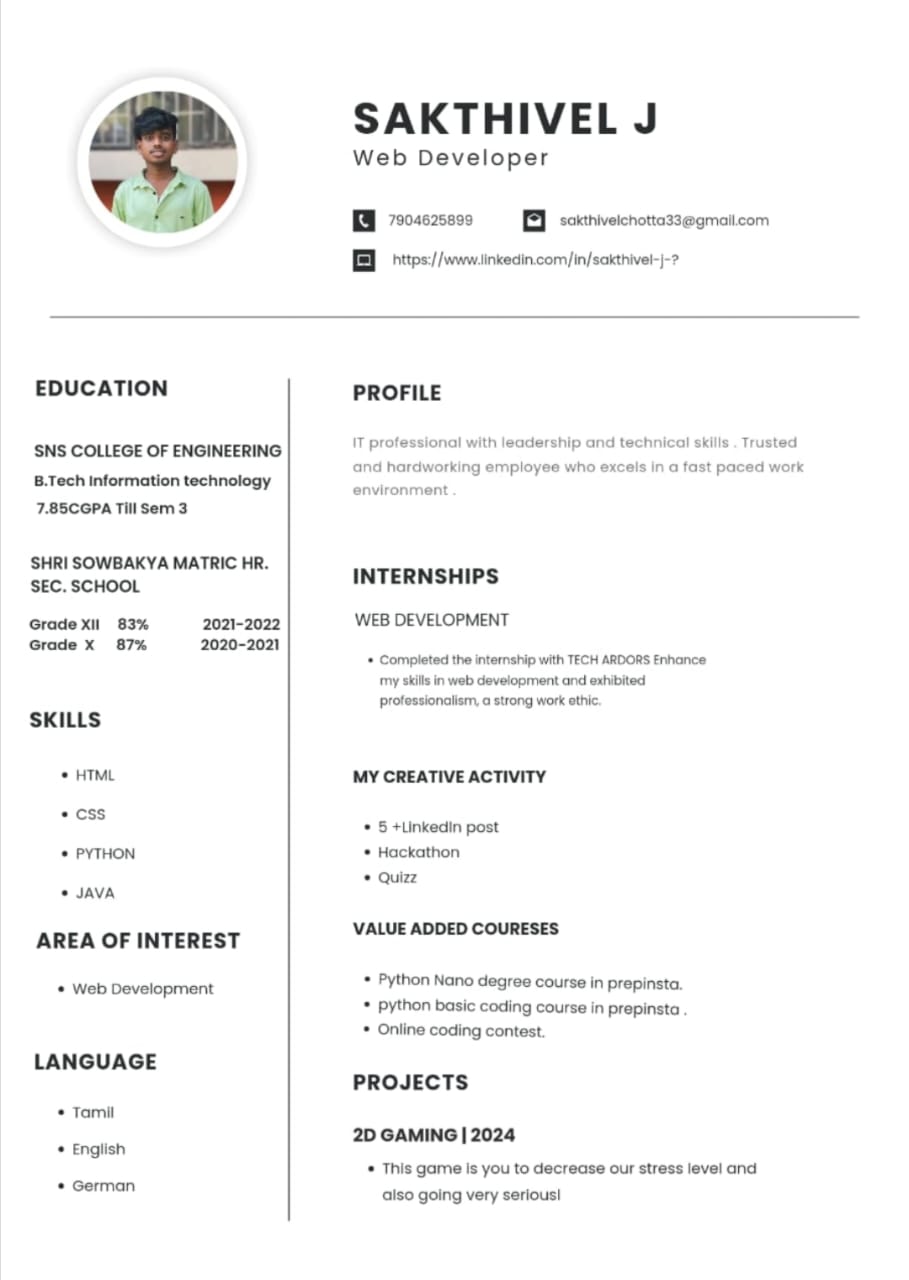 SAKTHIVEL J
Web Developer
7904625899 sakthivelchotta33@gmail.com
https://www.linkedin.com/in/sakthivel-j-?
EDUCATION
SNS COLLEGE OF ENGINEERING
B.Tech Information technology
7.85CGPA Till Sem 3
SHRI SOWBAKYA MATRIC HR.
SEC. SCHOOL
Grade XII 83% 2021-2022
Grade X 87% 2020-2021
SKILLS
• HTML
• CSS
• PYTHON
• JAVA
AREA OF INTEREST
• Web Development
LANGUAGE
• Tamil
• English
• German
PROFILE
IT professional with leadership and technical skills . Trusted
and hardworking employee who excels in a fast paced work
environment .
INTERNSHIPS
WEB DEVELOPMENT
• Completed the internship with TECH ARDORS Enhance
my skills in web development and exhibited
professionalism, a strong work ethic.
MY CREATIVE ACTIVITY
• 5 +LinkedIn post
• Hackathon
• Quizz
VALUE ADDED COURESES
• Python Nano degree course in prepinsta.
• python basic coding course in prepinsta .
• Online coding contest.
PROJECTS
2D GAMING | 2024
• This game is you to decrease our stress level and
also going very seriousl